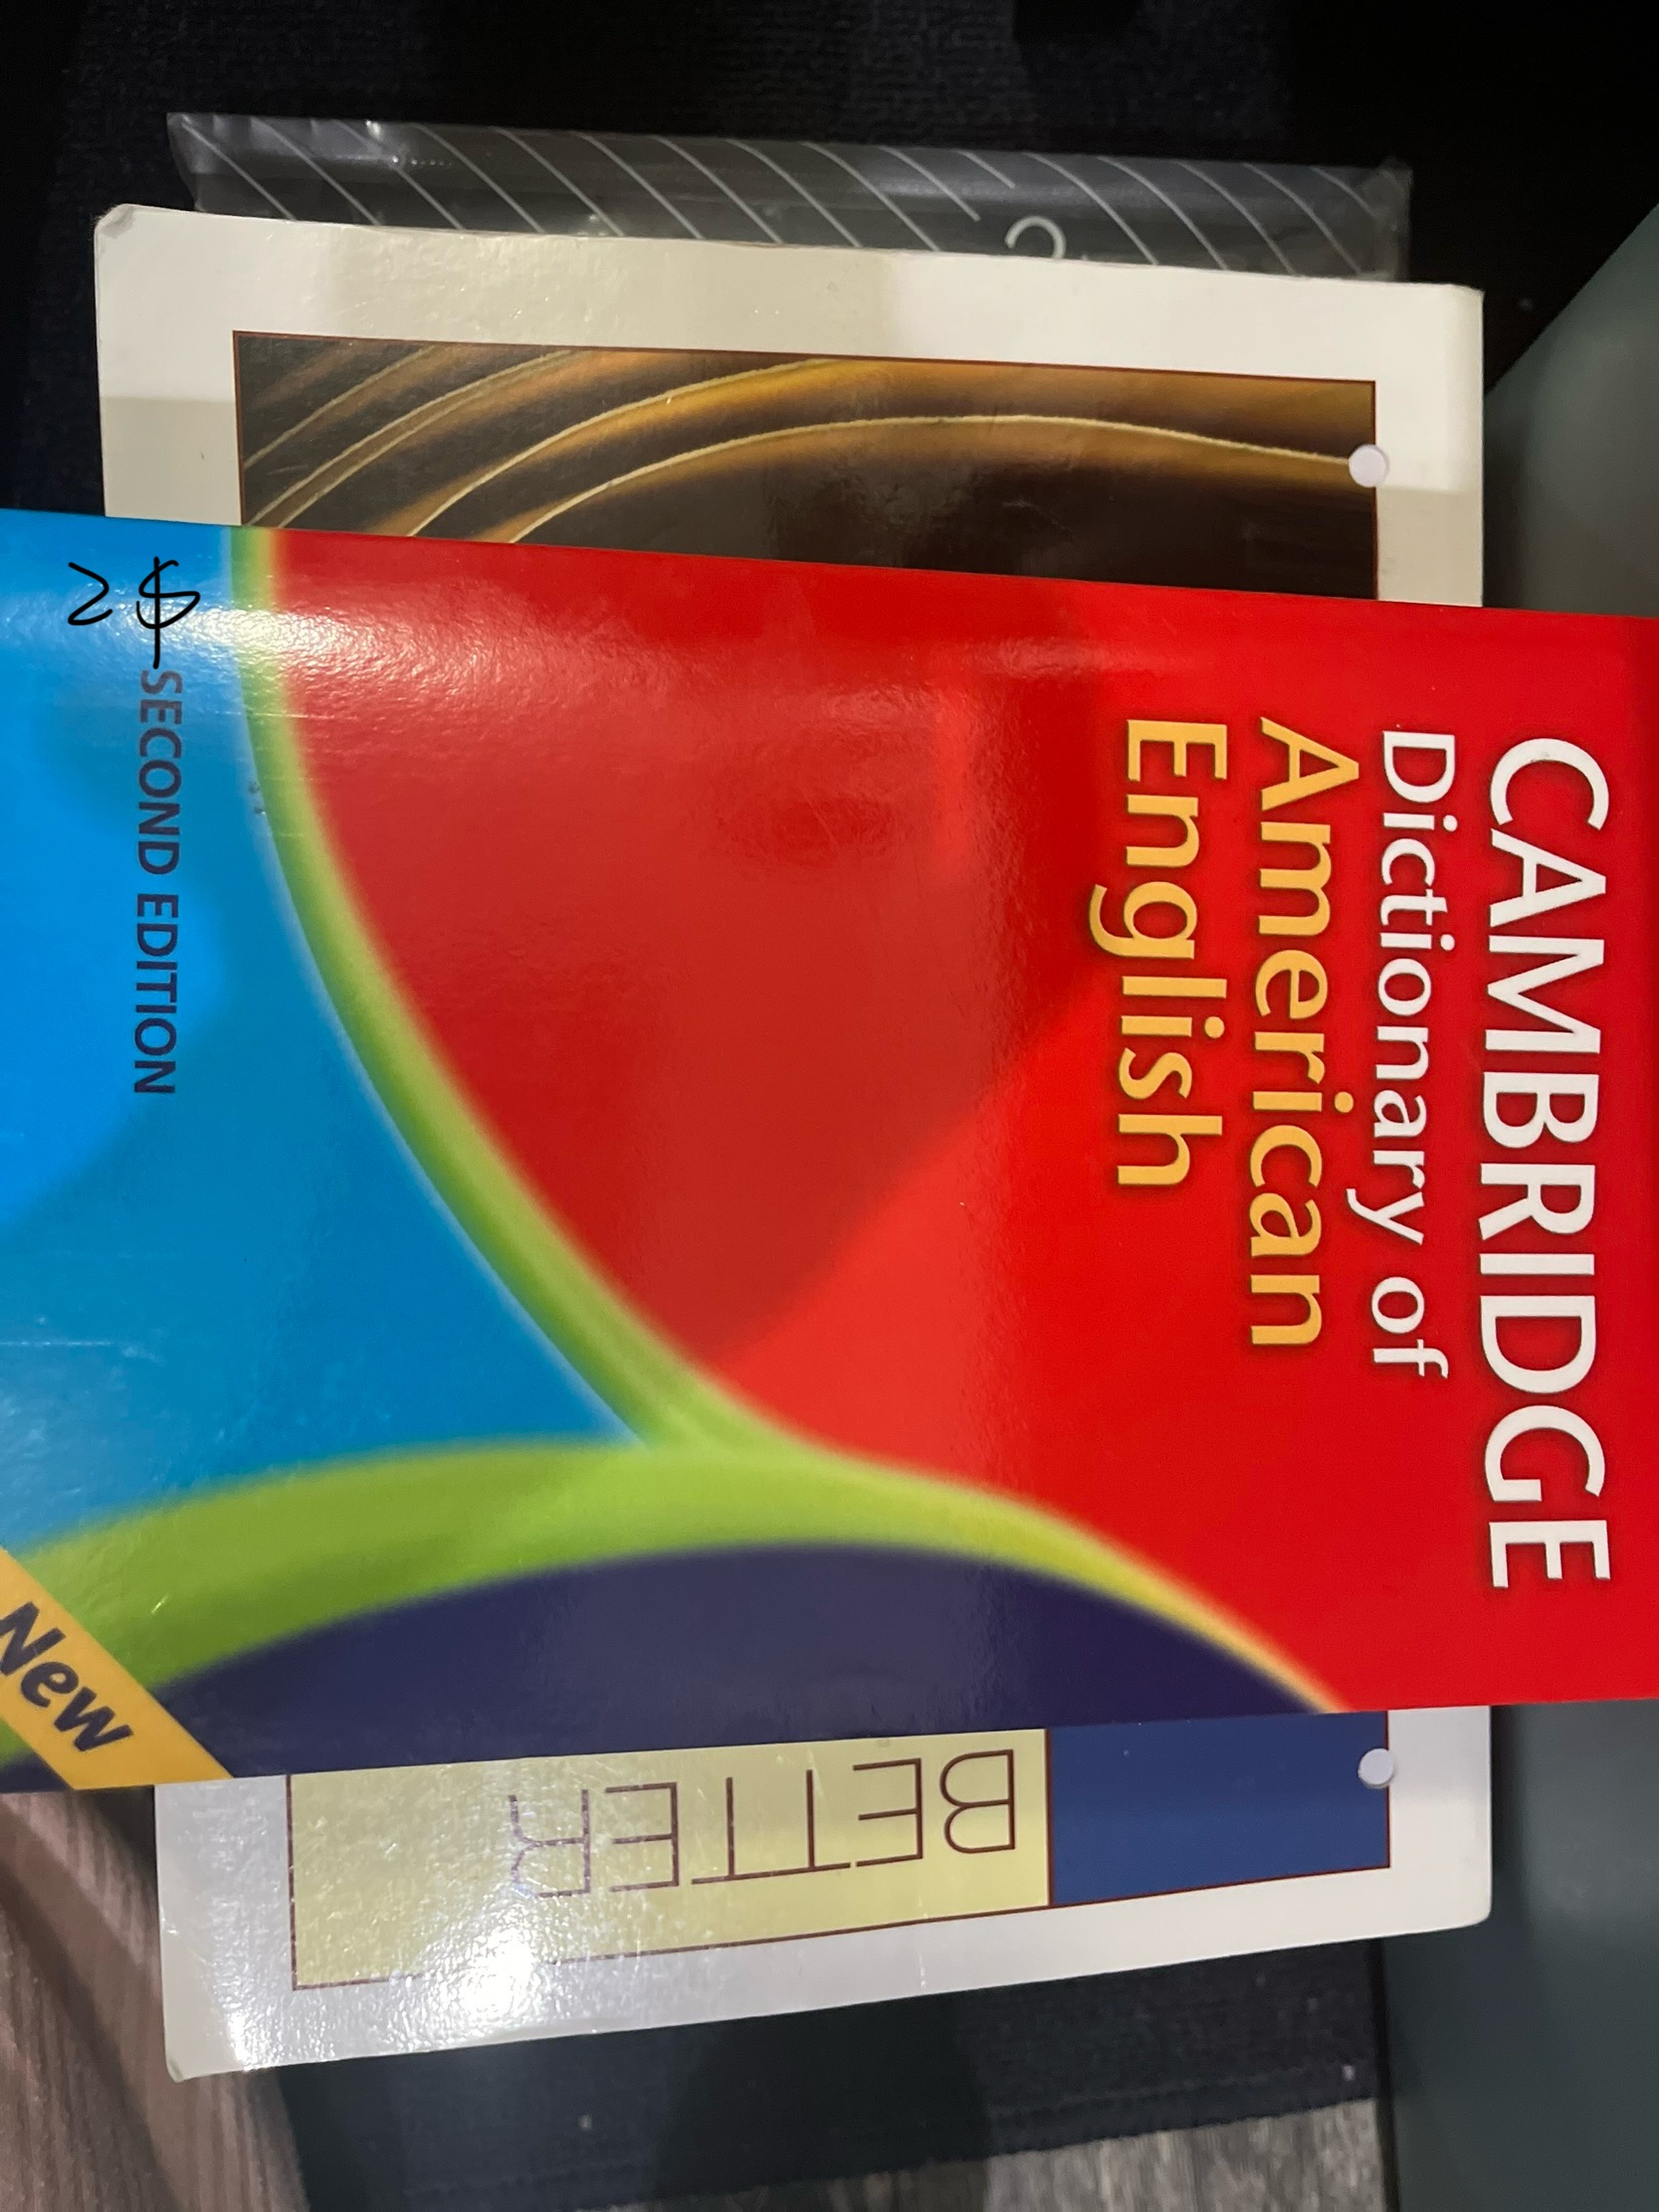 CAMBRIDGE
Dictionary of
American
English
2$
SECOND EDITION
New
BETTER